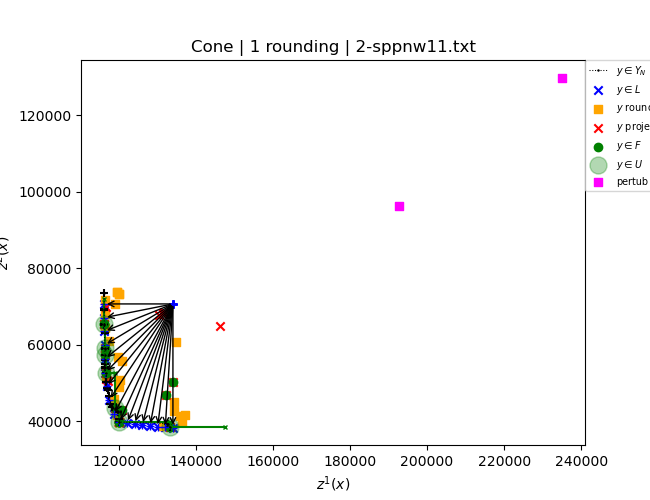 Cone | 1 rounding | 2-sppnw11.txt
z²(x)
120000
100000
80000
60000
40000
120000
140000
160000
180000
200000
220000
240000
z¹(x)
y ∈ Y_N
y ∈ L
y roun
y proje
y ∈ F
y ∈ U
pertub